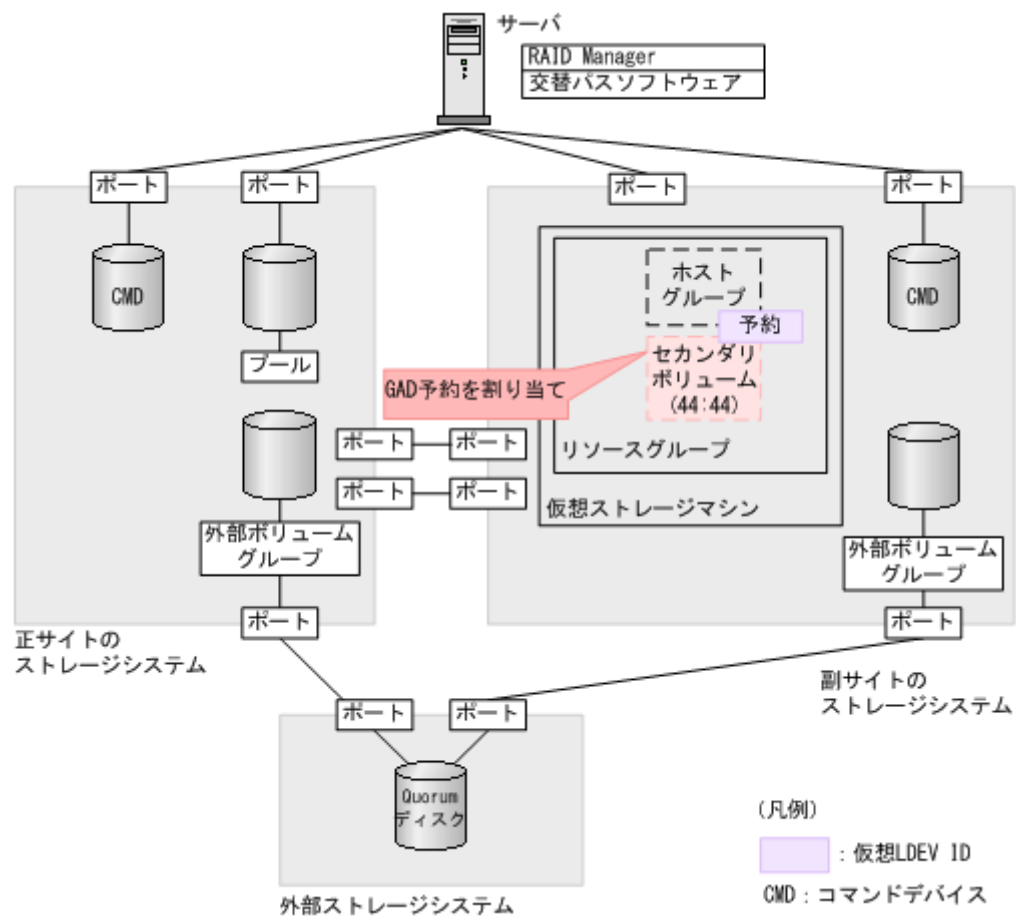 サーバ
RAID Manager
交替パスソフトウェア
ポート
ポート
ポート
ポート
CMD
プール
ホスト
グループ
予約
セカンダリ
ボリューム
(44:44)
CMD
GAD予約を割り当て
ポート
ポート
ポート
ポート
リソースグループ
仮想ストレージマシン
外部ボリューム
グループ
外部ボリューム
グループ
ポート
ポート
正サイトの
ストレージシステム
副サイトの
ストレージシステム
ポート
ポート
Quorum
ディスク
外部ストレージシステム
(凡例)
：仮想LDEV ID
CMD：コマンドデバイス